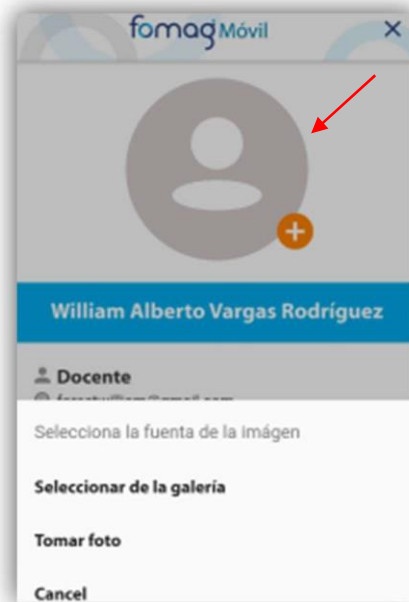 fomag Móvil
William Alberto Vargas Rodríguez
Docente
Selecciona la fuenta de la imágen
Seleccionar de la galería
Tomar foto
Cancel